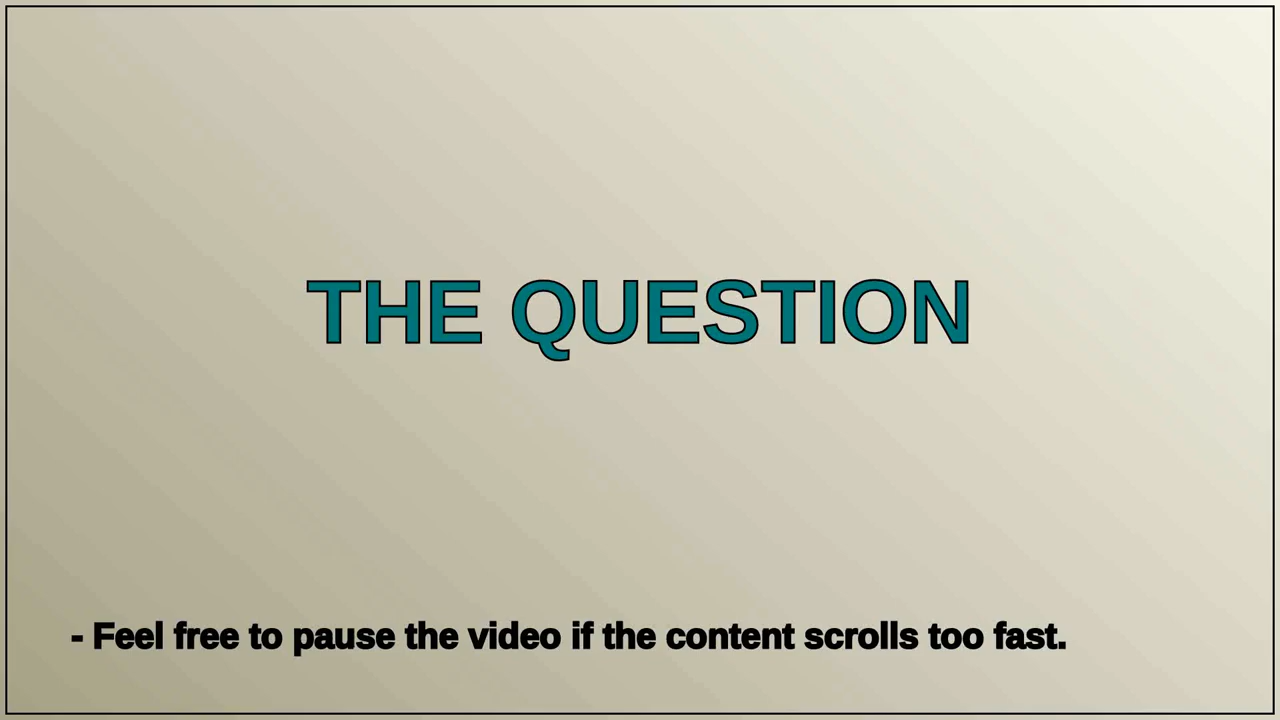 THE QUESTION
- Feel free to pause the video if the content scrolls too fast.